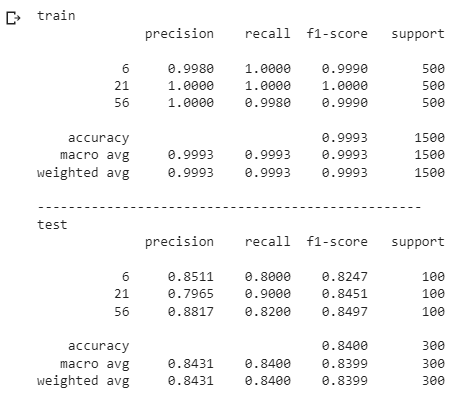 train
precision recall f1-score support
6 0.9980 1.0000 0.9990 500
21 1.0000 1.0000 1.0000 500
56 1.0000 0.9980 0.9990 500
accuracy 0.9993 1500
macro avg 0.9993 0.9993 0.9993 1500
weighted avg 0.9993 0.9993 0.9993 1500
--------------------------------------------------
test
precision recall f1-score support
6 0.8511 0.8000 0.8247 100
21 0.7965 0.9000 0.8451 100
56 0.8817 0.8200 0.8497 100
accuracy 0.8400 300
macro avg 0.8431 0.8400 0.8399 300
weighted avg 0.8431 0.8400 0.8399 300